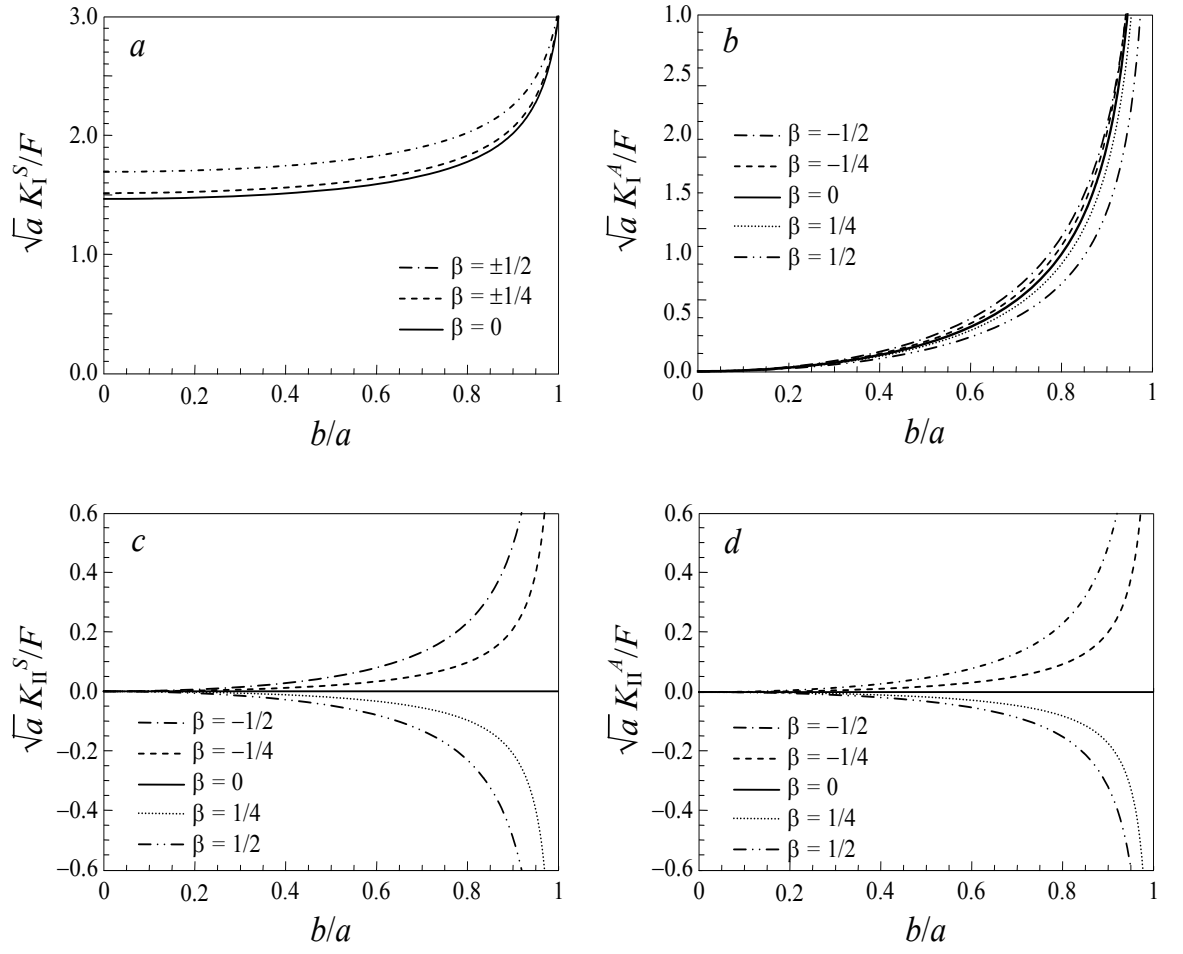 3.0
2.0
1.0
0.0
a
√a K_I^S/F
β = ±1/2
β = ±1/4
β = 0
0 0.2 0.4 0.6 0.8 1
b/a
1.0
2.5
2.0
1.5
1.0
0.5
0.0
b
√a K_I^A/F
β = –1/2
β = –1/4
β = 0
β = 1/4
β = 1/2
0 0.2 0.4 0.6 0.8 1
b/a
0.6
0.4
0.2
0.0
–0.2
–0.4
–0.6
c
√a K_II^S/F
β = –1/2
β = –1/4
β = 0
β = 1/4
β = 1/2
0 0.2 0.4 0.6 0.8 1
b/a
0.6
0.4
0.2
0.0
–0.2
–0.4
–0.6
d
√a K_II^A/F
β = –1/2
β = –1/4
β = 0
β = 1/4
β = 1/2
0 0.2 0.4 0.6 0.8 1
b/a